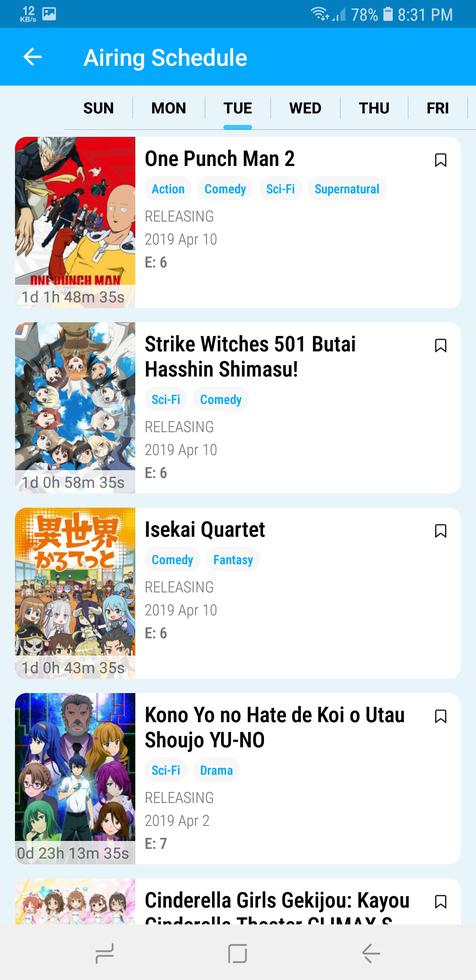 12
KB/s
78%
8:31 PM
Airing Schedule
SUN MON TUE WED THU FRI
One Punch Man 2
Action Comedy Sci-Fi Supernatural
RELEASING
2019 Apr 10
E: 6
ONE PUNCH MAN
1d 1h 48m 35s
Strike Witches 501 Butai
Hasshin Shimasu!
Sci-Fi Comedy
RELEASING
2019 Apr 10
E: 6
1d 0h 58m 35s
Isekai Quartet
Comedy Fantasy
RELEASING
2019 Apr 10
E: 6
異世界
かるてっと
1d 0h 43m 35s
Kono Yo no Hate de Koi o Utau
Shoujo YU-NO
Sci-Fi Drama
RELEASING
2019 Apr 2
E: 7
0d 23h 13m 35s
Cinderella Girls Gekijou: Kayou
Cinderella Theater CLIMAX S